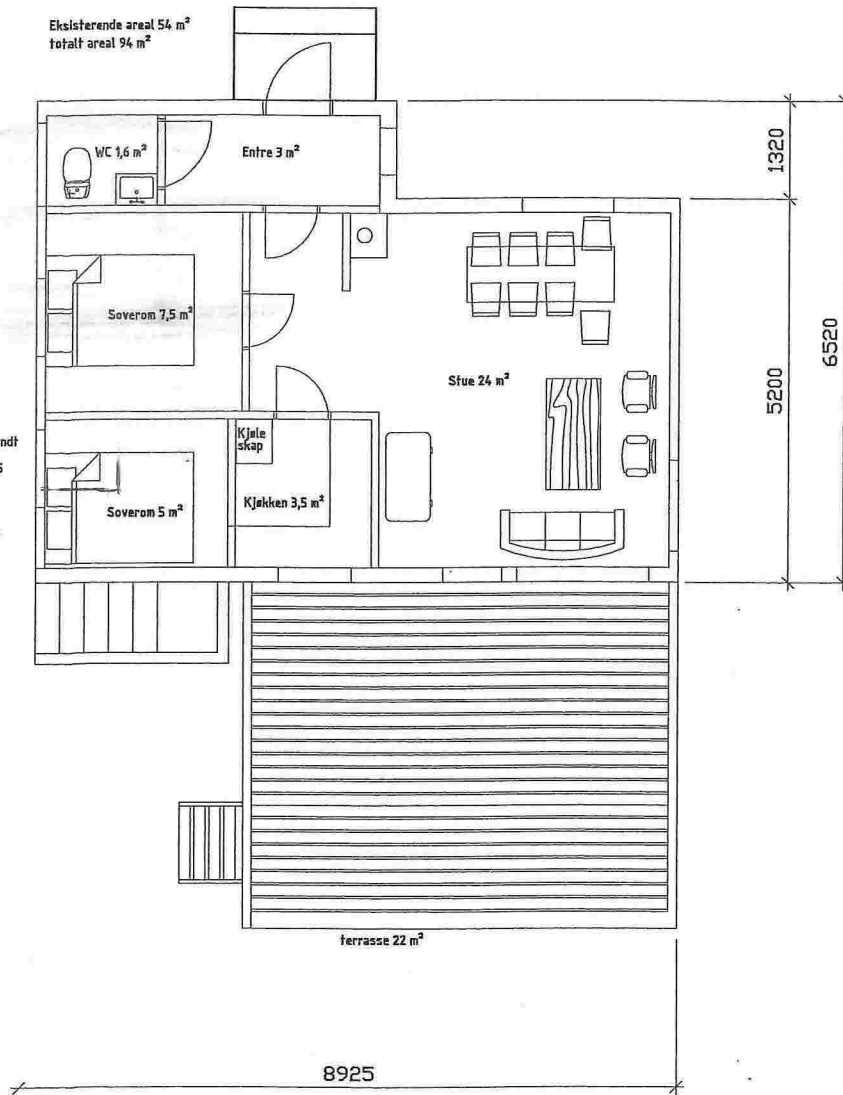 Eksisterende areal 54 m²
totalt areal 94 m²
WC 1,6 m²
Entre 3 m²
1320
Soverom 7,5 m²
Stue 24 m²
5200
6520
Kjøle
skap
Soverom 5 m²
Kjøkken 3,5 m²
terrasse 22 m²
8925